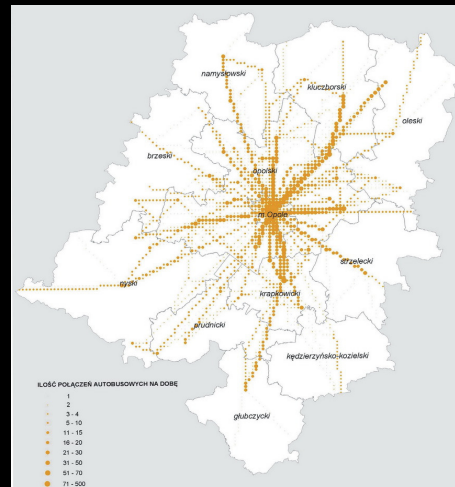 namysłowski
kluczborski
oleski
brzeski
opolski
m.Opole
strzelecki
nyski
krapkowicki
prudnicki
kędzierzyńsko-kozielski
głubczycki
ILOŚĆ POŁĄCZEŃ AUTOBUSOWYCH NA DOBĘ
1
2
3 - 4
5 - 10
11 - 15
16 - 20
21 - 30
31 - 50
51 - 70
71 - 500